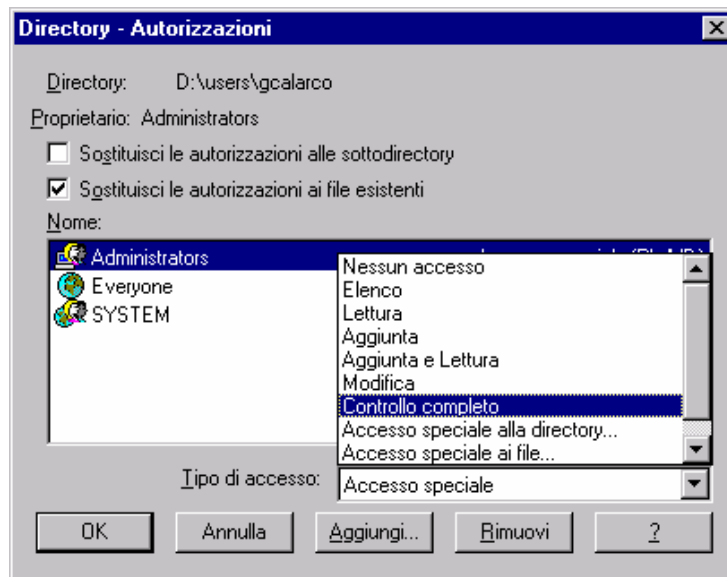 Directory - Autorizzazioni
Directory: D:\users\gcalarco
Proprietario: Administrators
Sostituisci le autorizzazioni alle sottodirectory
Sostituisci le autorizzazioni ai file esistenti
Nome:
Administrators
Everyone
SYSTEM
Nessun accesso
Elenco
Lettura
Aggiunta
Aggiunta e Lettura
Modifica
Controllo completo
Accesso speciale alla directory...
Accesso speciale ai file...
Tipo di accesso: Accesso speciale
OK Annulla Aggiungi... Rimuovi ?